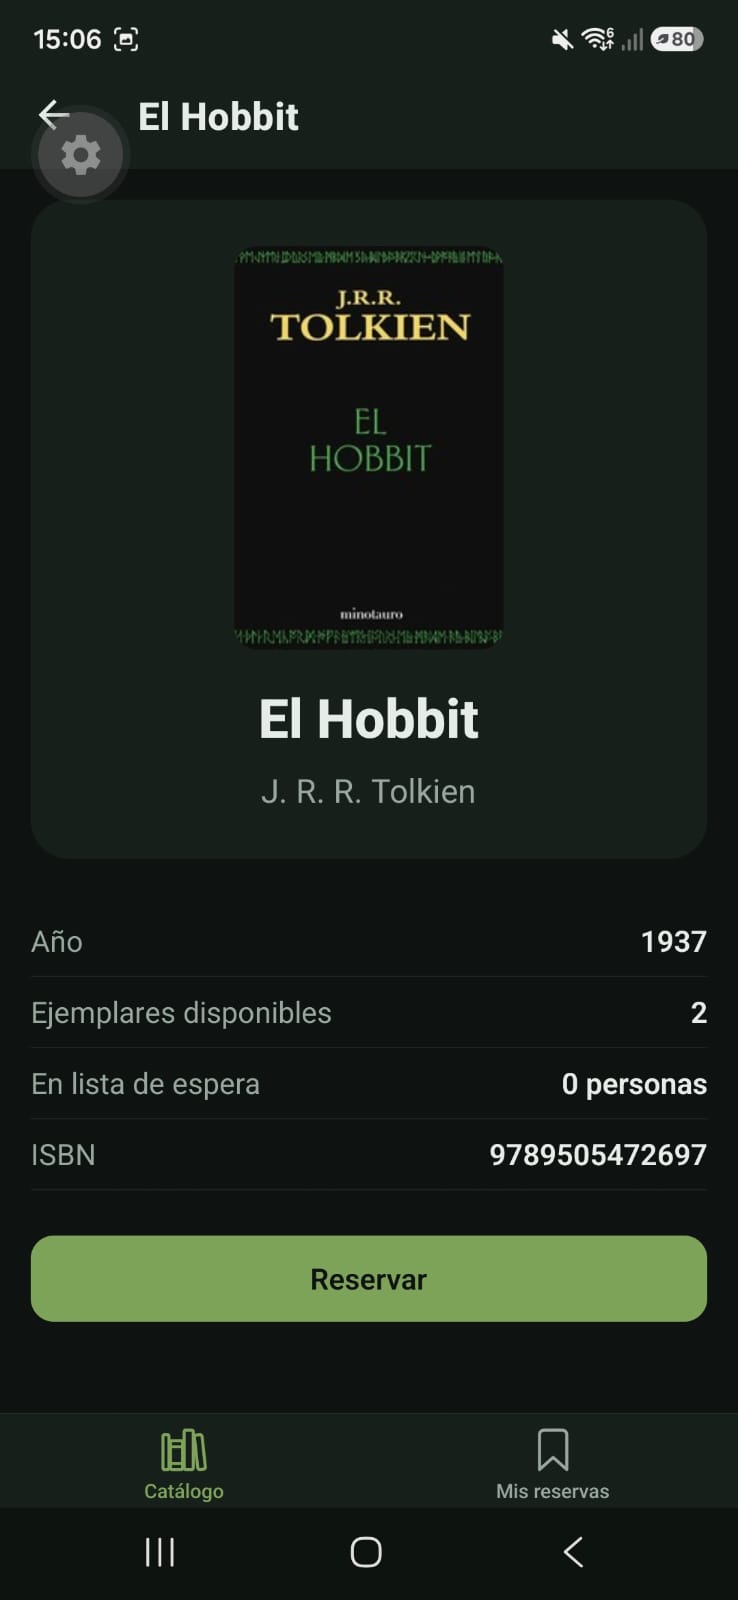 15:06
6
80
El Hobbit
J.R.R.
TOLKIEN
EL
HOBBIT
minotauro
El Hobbit
J. R. R. Tolkien
Año 1937
Ejemplares disponibles 2
En lista de espera 0 personas
ISBN 9789505472697
Reservar
Catálogo Mis reservas